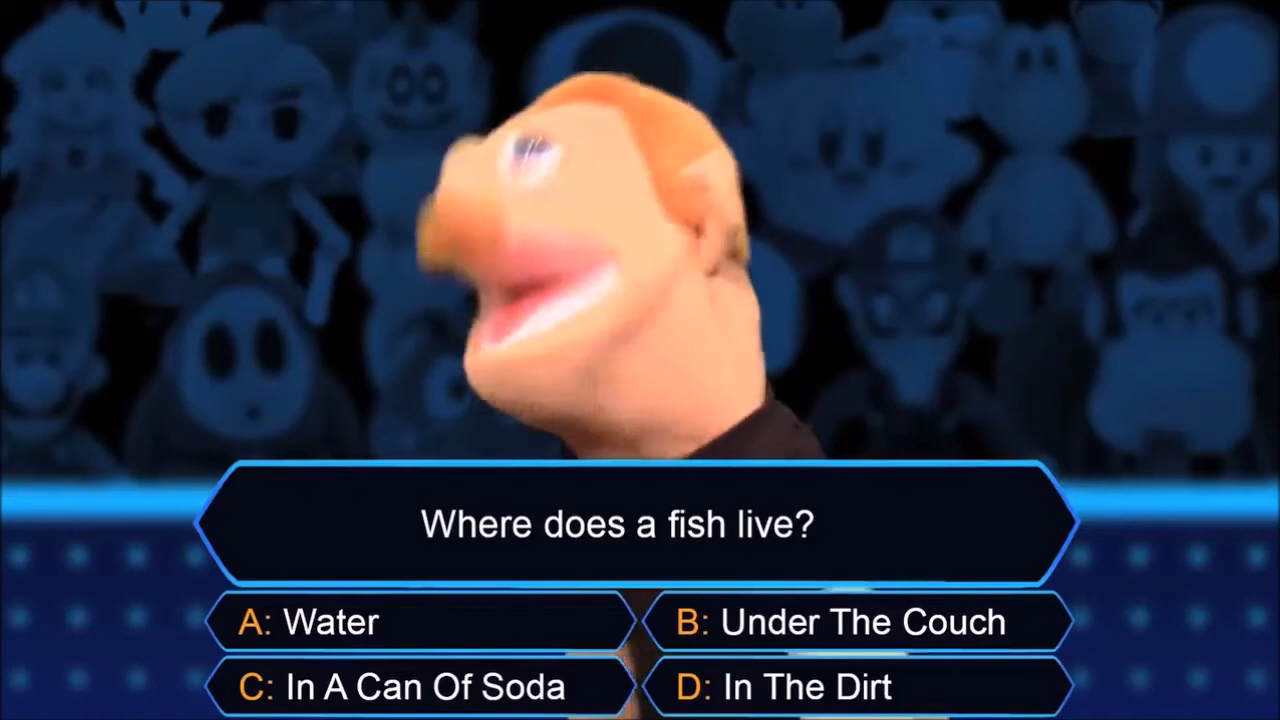 Where does a fish live?
A: Water
B: Under The Couch
C: In A Can Of Soda
D: In The Dirt